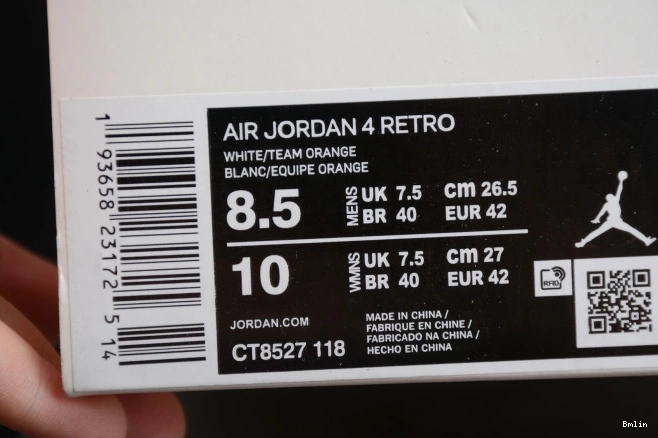 AIR JORDAN 4 RETRO
WHITE/TEAM ORANGE
BLANC/EQUIPE ORANGE
8.5 MENS UK 7.5 cm 26.5
BR 40 EUR 42
10 WMNS UK 7.5 cm 27
BR 40 EUR 42
RFID
JORDAN.COM
CT8527 118
MADE IN CHINA /
FABRIQUE EN CHINE /
FABRICADO NA CHINA /
HECHO EN CHINA
1 93658 23172 5 14
Bmlin